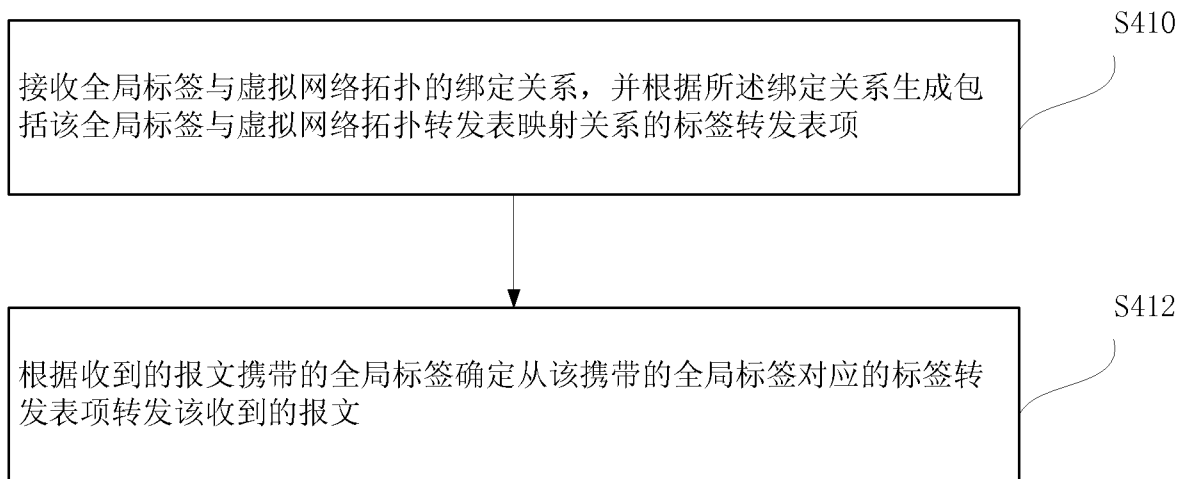 S410
接收全局标签与虚拟网络拓扑的绑定关系，并根据所述绑定关系生成包
括该全局标签与虚拟网络拓扑转发表映射关系的标签转发表项
S412
根据收到的报文携带的全局标签确定从该携带的全局标签对应的标签转
发表项转发该收到的报文